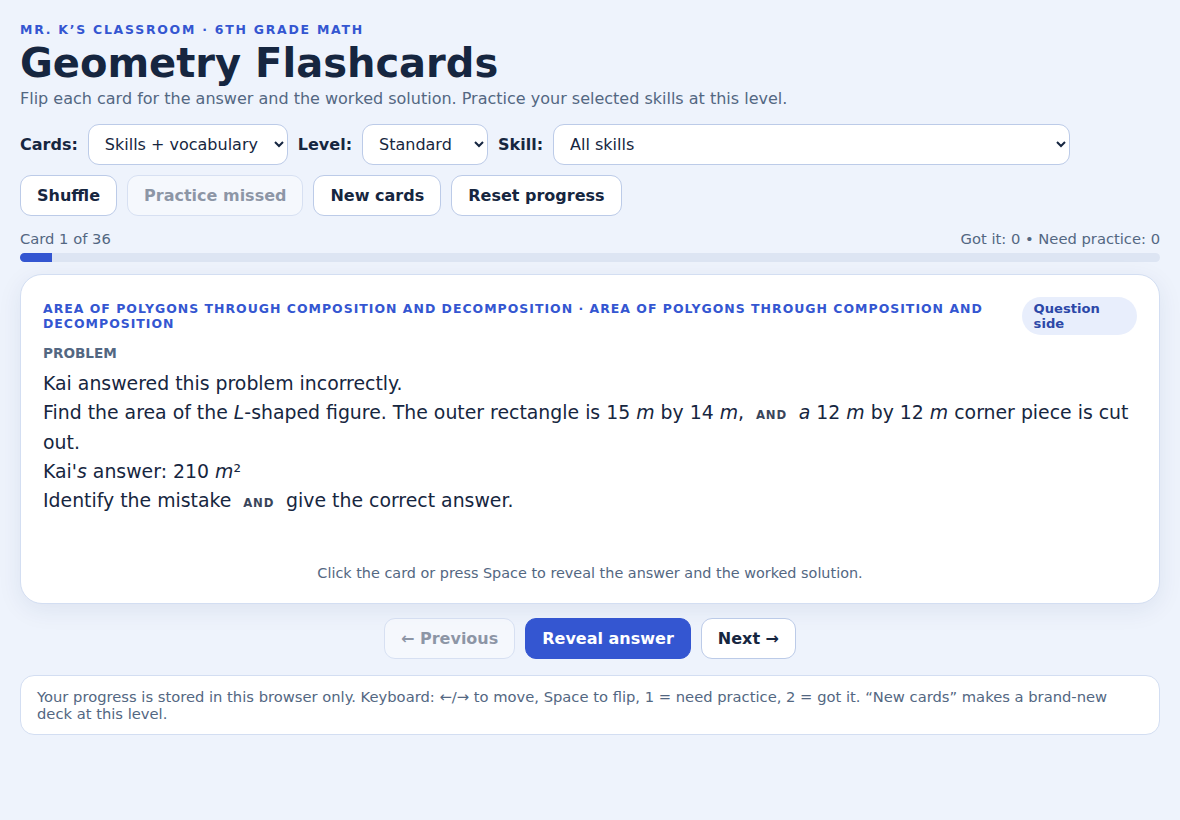 MR. K’S CLASSROOM · 6TH GRADE MATH
Geometry Flashcards
Flip each card for the answer and the worked solution. Practice your selected skills at this level.
Cards: Skills + vocabulary Level: Standard Skill: All skills
Shuffle Practice missed New cards Reset progress
Card 1 of 36 Got it: 0 • Need practice: 0
AREA OF POLYGONS THROUGH COMPOSITION AND DECOMPOSITION · AREA OF POLYGONS THROUGH COMPOSITION AND
DECOMPOSITION
Question
side
PROBLEM
Kai answered this problem incorrectly.
Find the area of the L-shaped figure. The outer rectangle is 15 m by 14 m, AND a 12 m by 12 m corner piece is cut
out.
Kai's answer: 210 m²
Identify the mistake AND give the correct answer.
Click the card or press Space to reveal the answer and the worked solution.
← Previous Reveal answer Next →
Your progress is stored in this browser only. Keyboard: ←/→ to move, Space to flip, 1 = need practice, 2 = got it. “New cards” makes a brand-new
deck at this level.